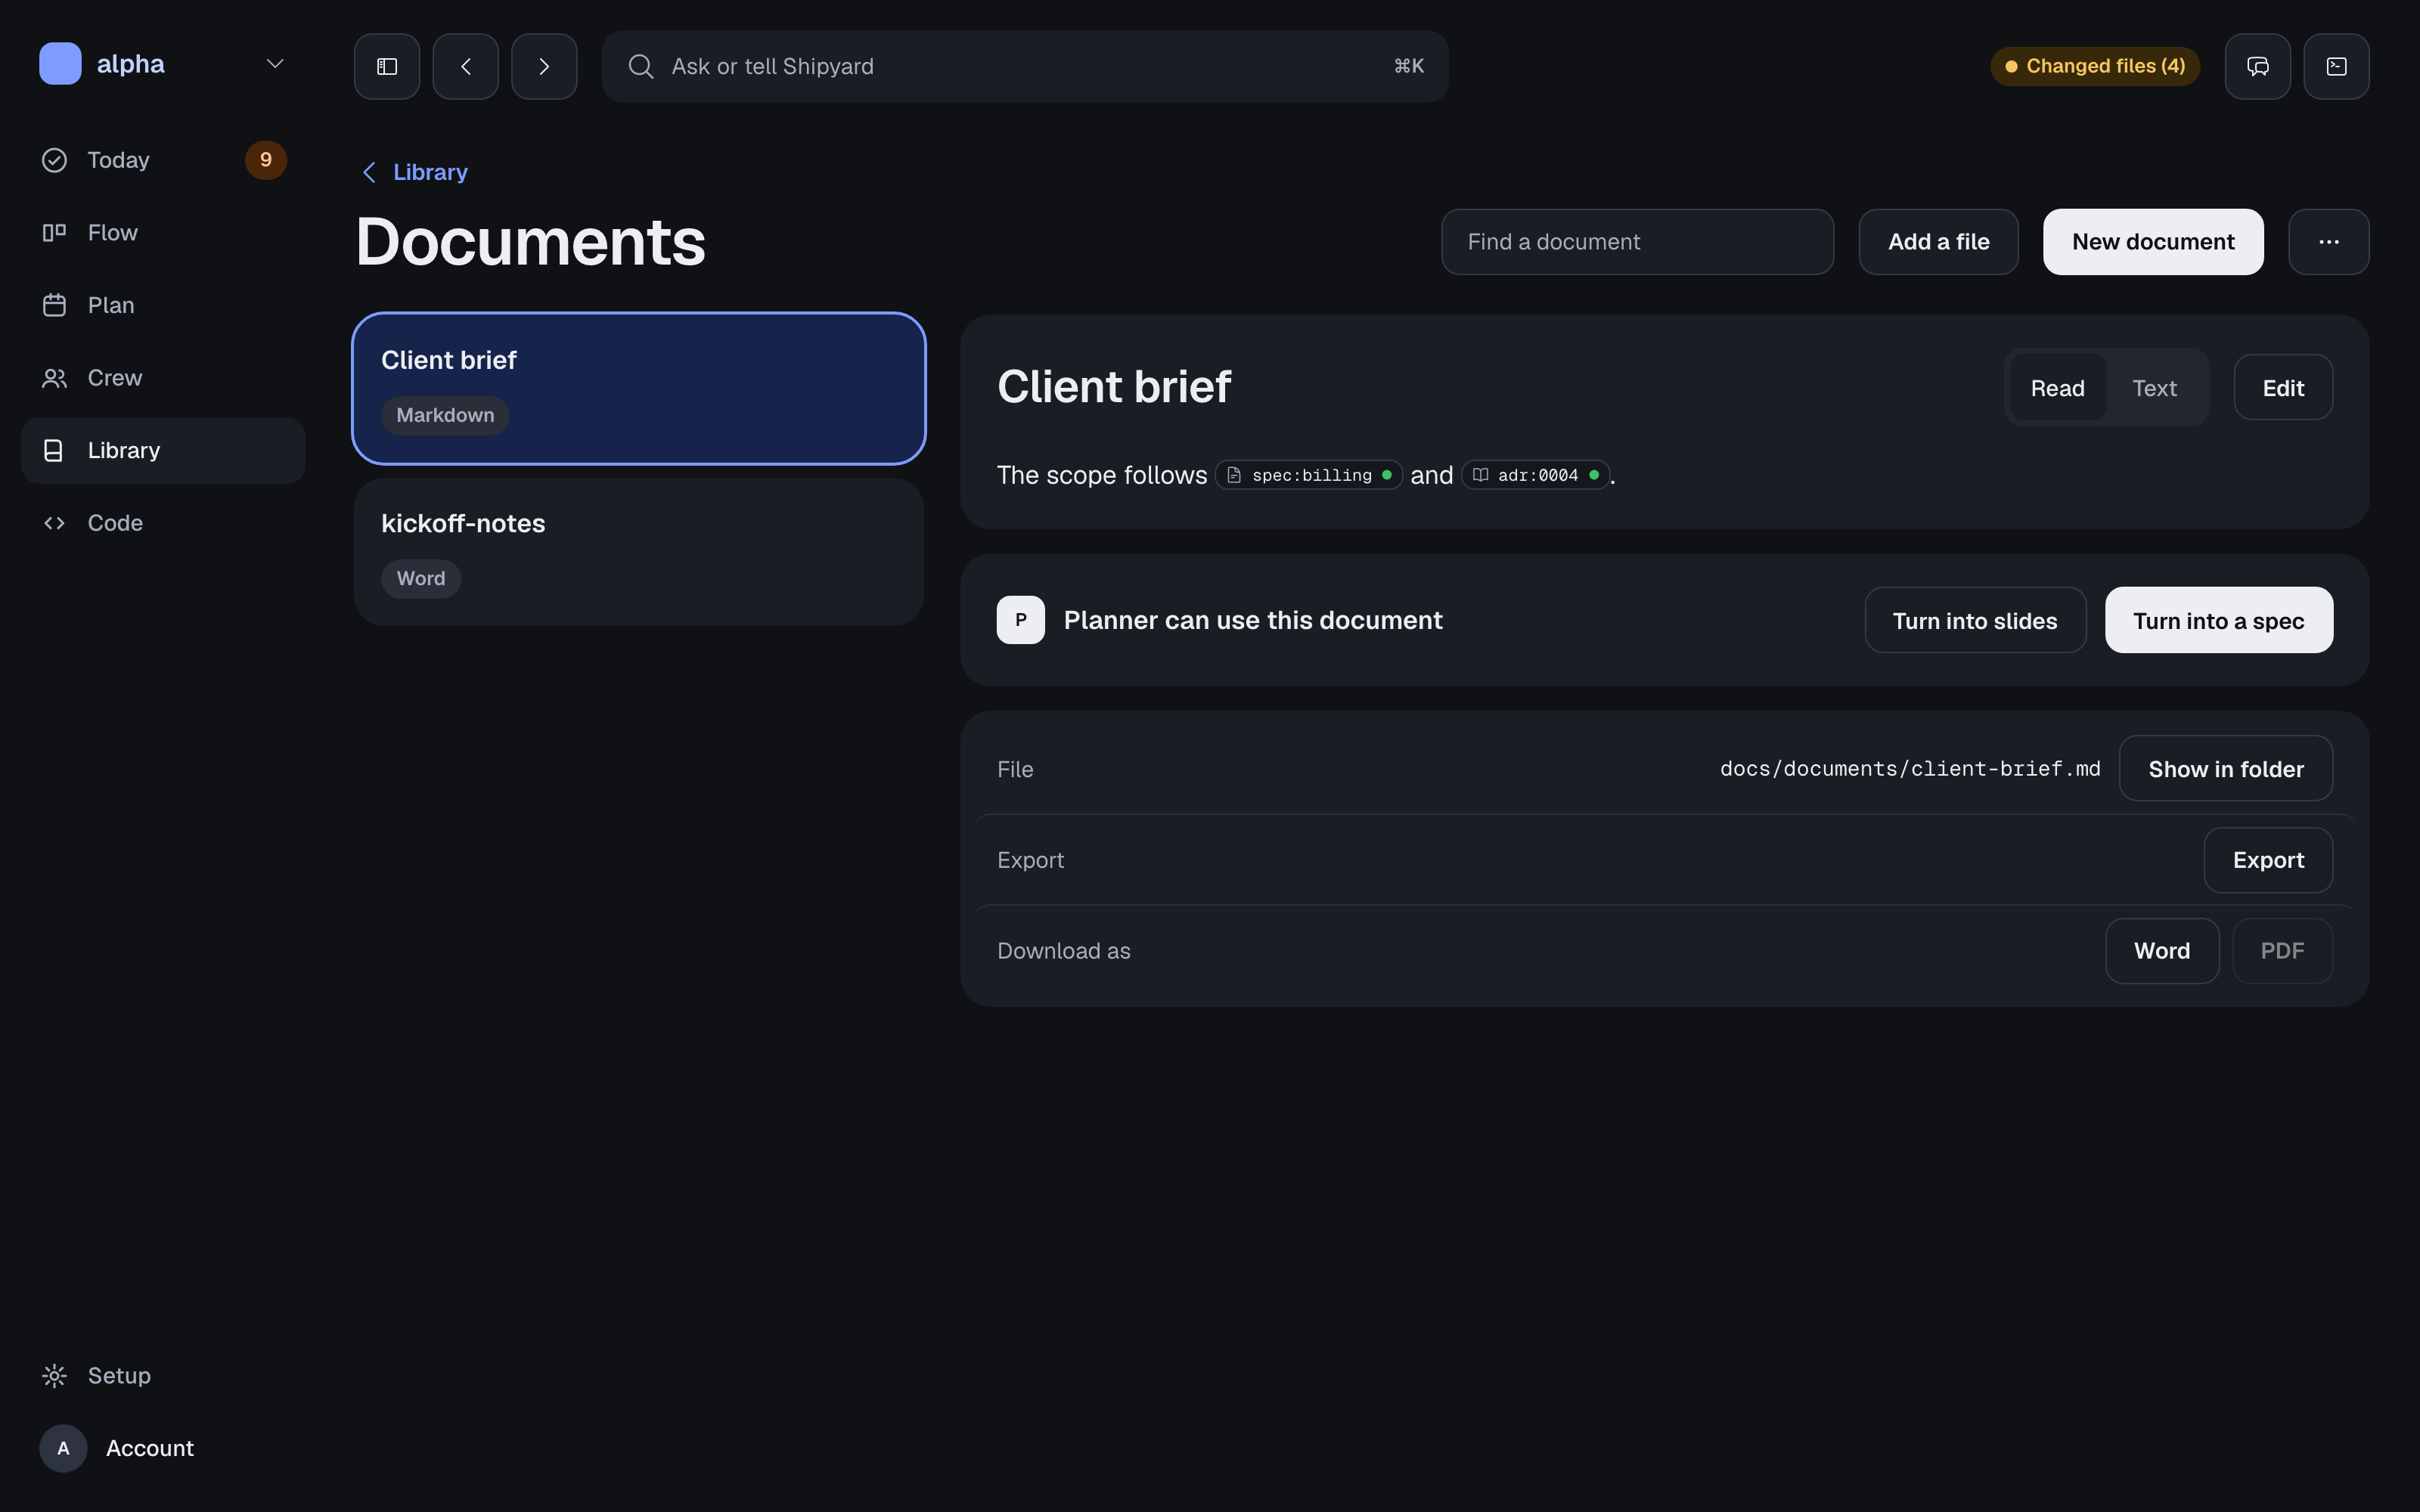 alpha
Ask or tell Shipyard ⌘K
Changed files (4)
Today 9
Flow
Plan
Crew
Library
Code
Setup
A Account
Library
Documents
Find a document
Add a file
New document
Client brief
Markdown
kickoff-notes
Word
Client brief
Read Text Edit
The scope follows spec:billing and adr:0004.
P Planner can use this document
Turn into slides
Turn into a spec
File docs/documents/client-brief.md Show in folder
Export Export
Download as Word PDF